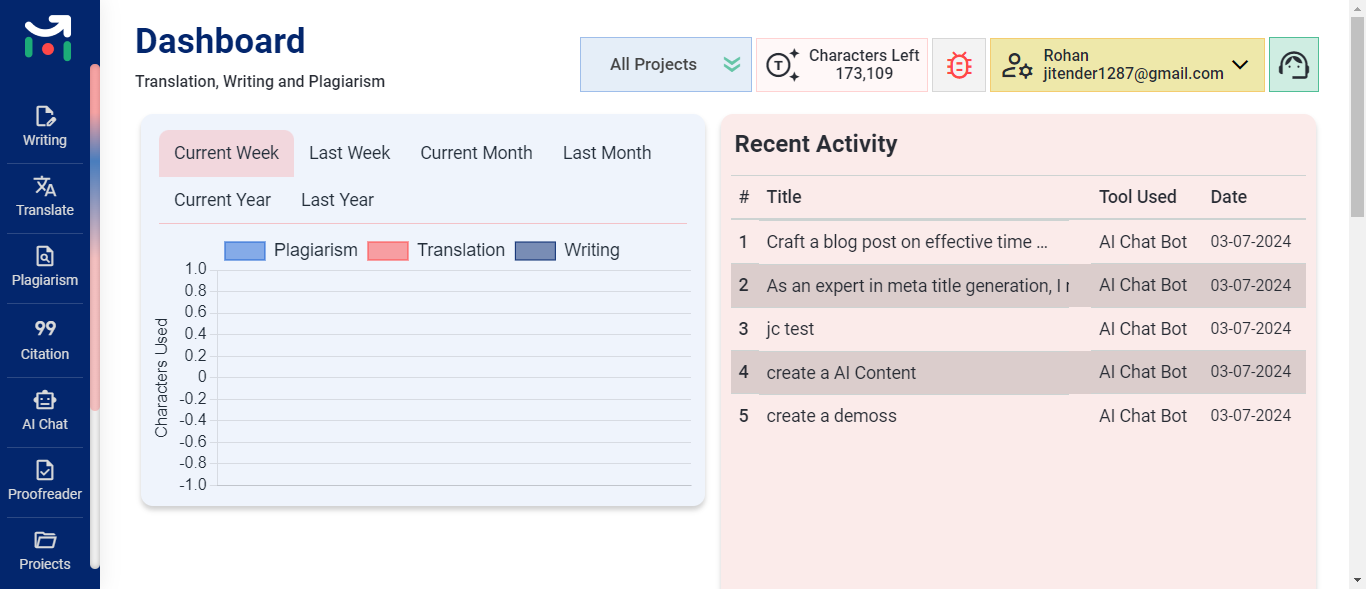 Dashboard
Translation, Writing and Plagiarism
All Projects
T
Characters Left
173,109
Rohan
jitender1287@gmail.com
Writing
Translate
Plagiarism
Citation
AI Chat
Proofreader
Projects
Current Week Last Week Current Month Last Month
Current Year Last Year
Plagiarism Translation Writing
Characters Used
1.0
0.8
0.6
0.4
0.2
0
-0.2
-0.4
-0.6
-0.8
-1.0
Recent Activity
# Title Tool Used Date
1 Craft a blog post on effective time ... AI Chat Bot 03-07-2024
2 As an expert in meta title generation, I AI Chat Bot 03-07-2024
3 jc test AI Chat Bot 03-07-2024
4 create a AI Content AI Chat Bot 03-07-2024
5 create a demoss AI Chat Bot 03-07-2024